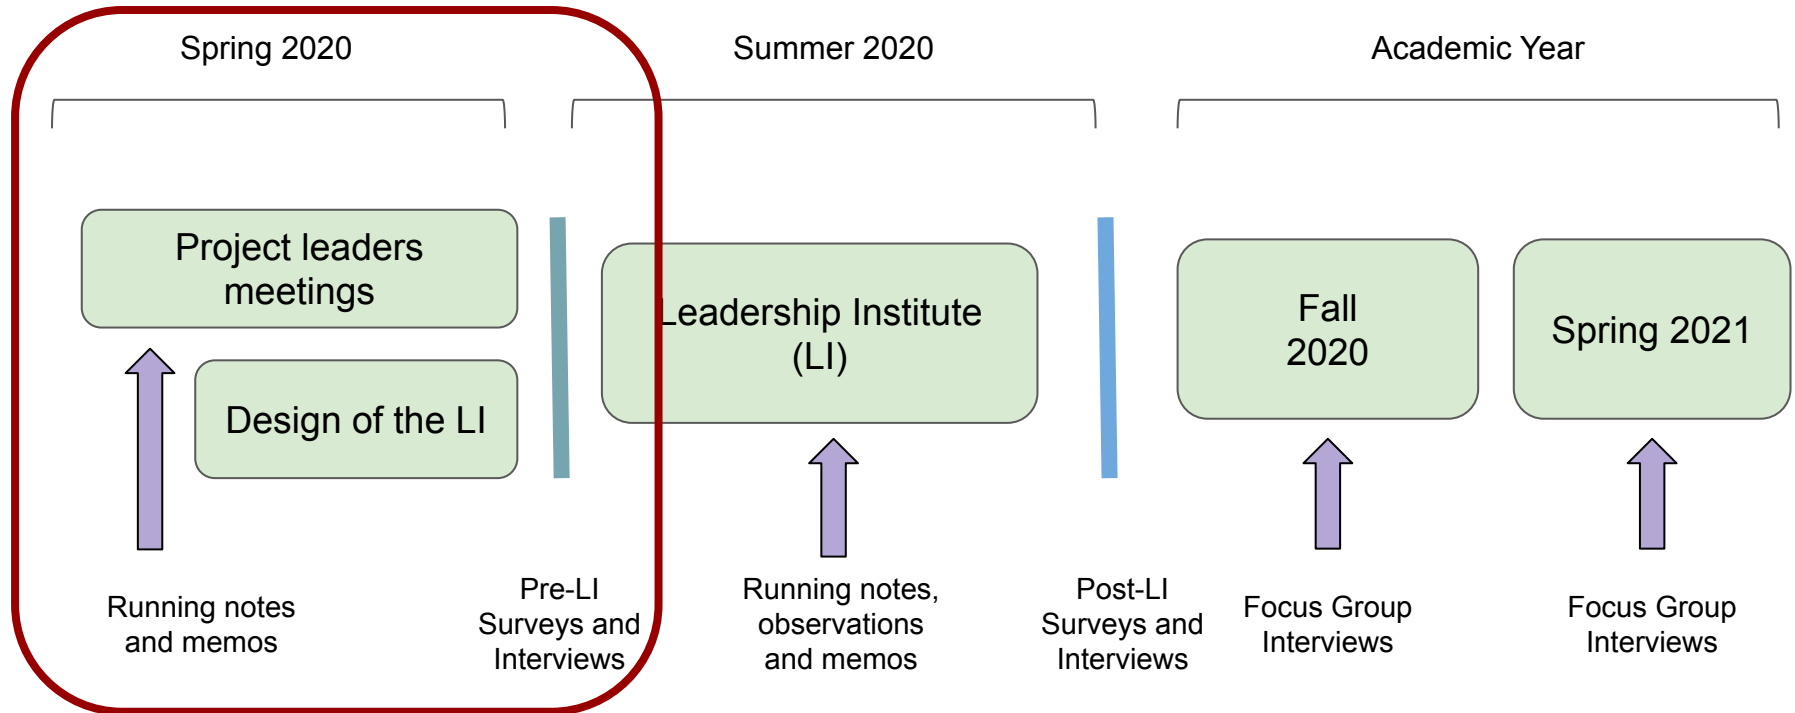 Spring 2020
Summer 2020
Academic Year
Project leaders
meetings
Design of the LI
Leadership Institute
(LI)
Fall
2020
Spring 2021
Running notes
and memos
Pre-LI
Surveys and
Interviews
Running notes,
observations
and memos
Post-LI
Surveys and
Interviews
Focus Group
Interviews
Focus Group
Interviews